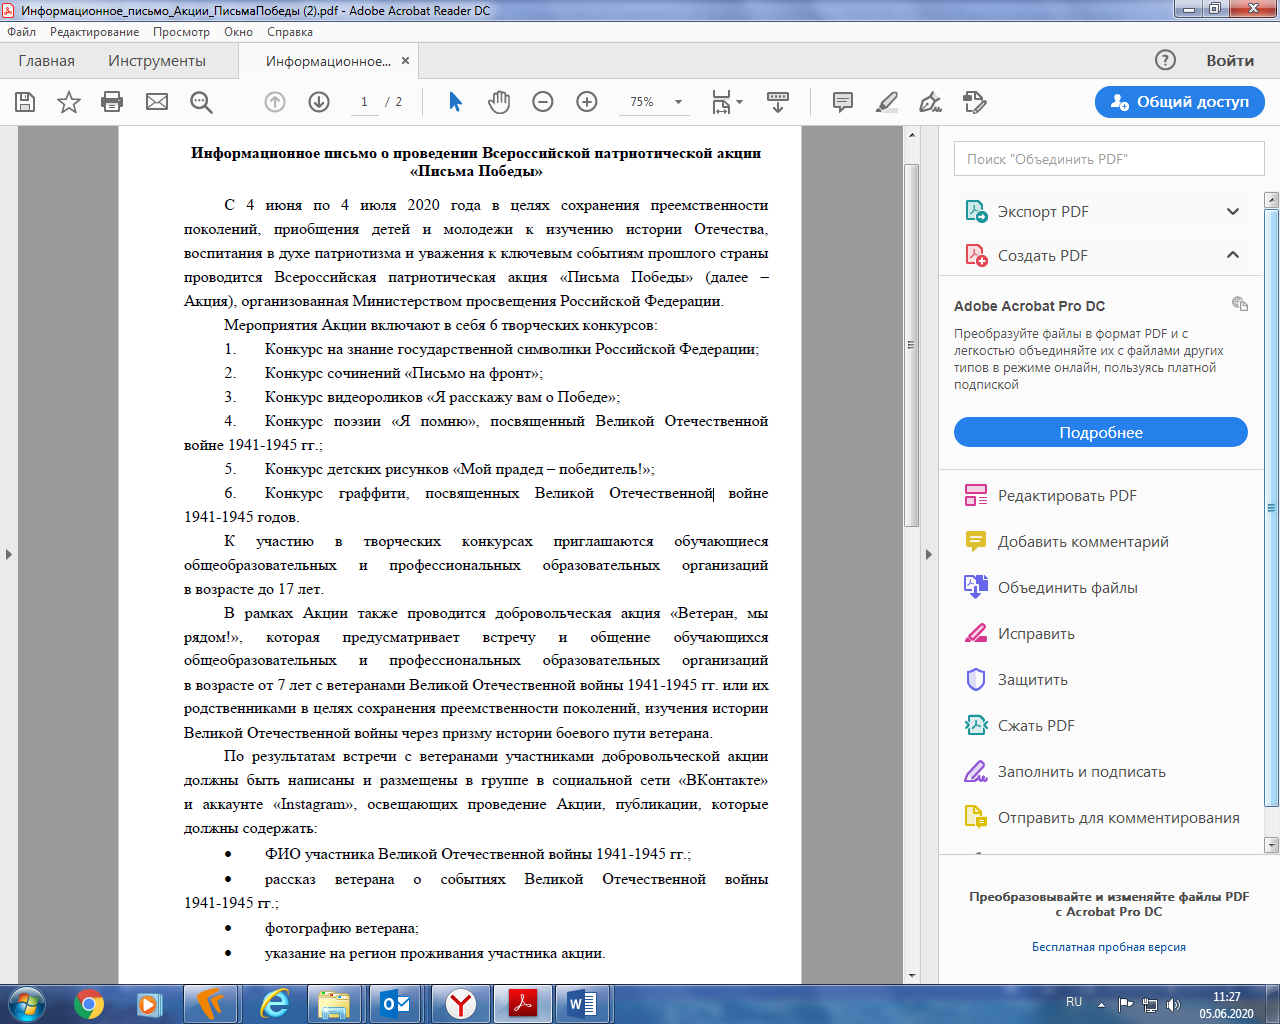 Информационное_письмо_Акции_ПисьмаПобеды (2).pdf - Adobe Acrobat Reader DC
Файл Редактирование Просмотр Окно Справка
Главная Инструменты Информационное... × ? Войти
1 / 2 75% Общий доступ
Информационное письмо о проведении Всероссийской патриотической акции
«Письма Победы»
С 4 июня по 4 июля 2020 года в целях сохранения преемственности
поколений, приобщения детей и молодежи к изучению истории Отечества,
воспитания в духе патриотизма и уважения к ключевым событиям прошлого страны
проводится Всероссийская патриотическая акция «Письма Победы» (далее –
Акция), организованная Министерством просвещения Российской Федерации.
Мероприятия Акции включают в себя 6 творческих конкурсов:
1. Конкурс на знание государственной символики Российской Федерации;
2. Конкурс сочинений «Письмо на фронт»;
3. Конкурс видеороликов «Я расскажу вам о Победе»;
4. Конкурс поэзии «Я помню», посвященный Великой Отечественной
войне 1941-1945 гг.;
5. Конкурс детских рисунков «Мой прадед – победитель!»;
6. Конкурс граффити, посвященных Великой Отечественной войне
1941-1945 годов.
К участию в творческих конкурсах приглашаются обучающиеся
общеобразовательных и профессиональных образовательных организаций
в возрасте до 17 лет.
В рамках Акции также проводится добровольческая акция «Ветеран, мы
рядом!», которая предусматривает встречу и общение обучающихся
общеобразовательных и профессиональных образовательных организаций
в возрасте от 7 лет с ветеранами Великой Отечественной войны 1941-1945 гг. или их
родственниками в целях сохранения преемственности поколений, изучения истории
Великой Отечественной войны через призму истории боевого пути ветерана.
По результатам встречи с ветеранами участниками добровольческой акции
должны быть написаны и размещены в группе в социальной сети «ВКонтакте»
и аккаунте «Instagram», освещающих проведение Акции, публикации, которые
должны содержать:
• ФИО участника Великой Отечественной войны 1941-1945 гг.;
• рассказ ветерана о событиях Великой Отечественной войны
1941-1945 гг.;
• фотографию ветерана;
• указание на регион проживания участника акции.
Поиск "Объединить PDF"
Экспорт PDF
Создать PDF
Adobe Acrobat Pro DC
Преобразуйте файлы в формат PDF и с
легкостью объединяйте их с файлами других
типов в режиме онлайн, пользуясь платной
подпиской
Подробнее
Редактировать PDF
Добавить комментарий
Объединить файлы
Исправить
Защитить
Сжать PDF
Заполнить и подписать
Отправить для комментирования
Преобразовывайте и изменяйте файлы PDF
с Acrobat Pro DC
Бесплатная пробная версия
RU 11:27
05.06.2020